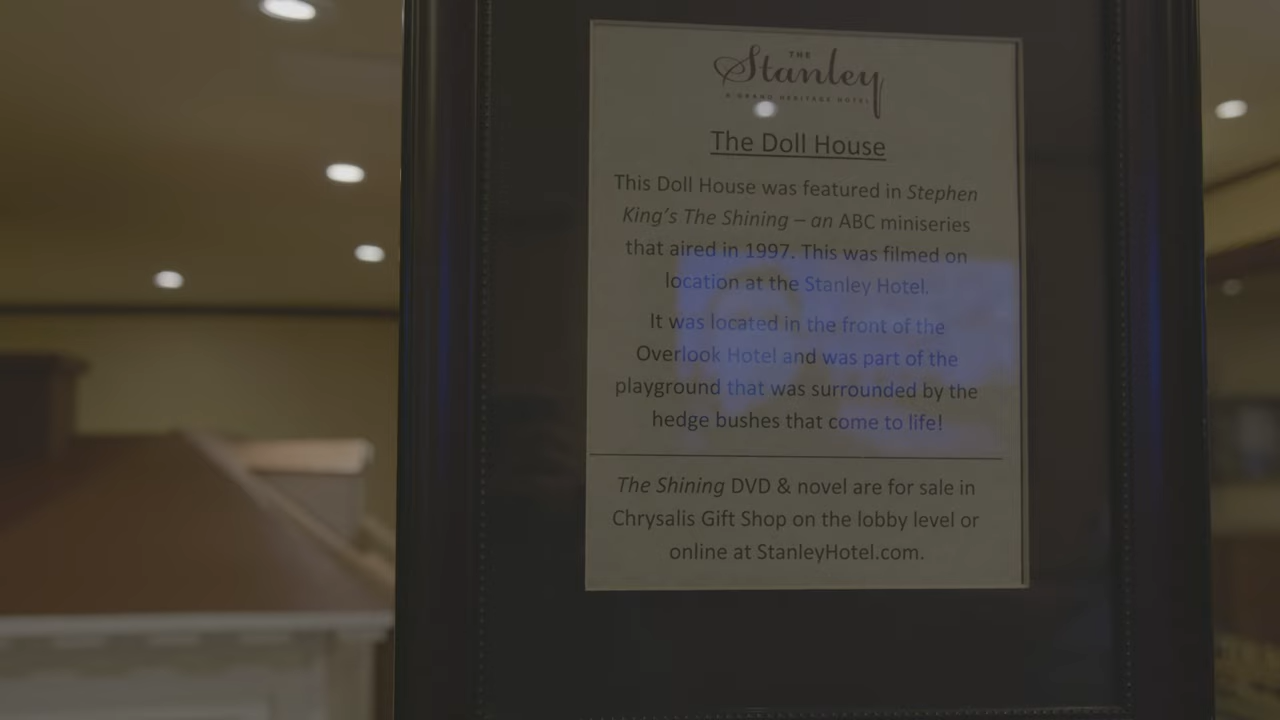 THE
Stanley
A GRAND HERITAGE HOTEL
The Doll House
This Doll House was featured in Stephen
King's The Shining – an ABC miniseries
that aired in 1997. This was filmed on
location at the Stanley Hotel.
It was located in the front of the
Overlook Hotel and was part of the
playground that was surrounded by the
hedge bushes that come to life!
The Shining DVD & novel are for sale in
Chrysalis Gift Shop on the lobby level or
online at StanleyHotel.com.